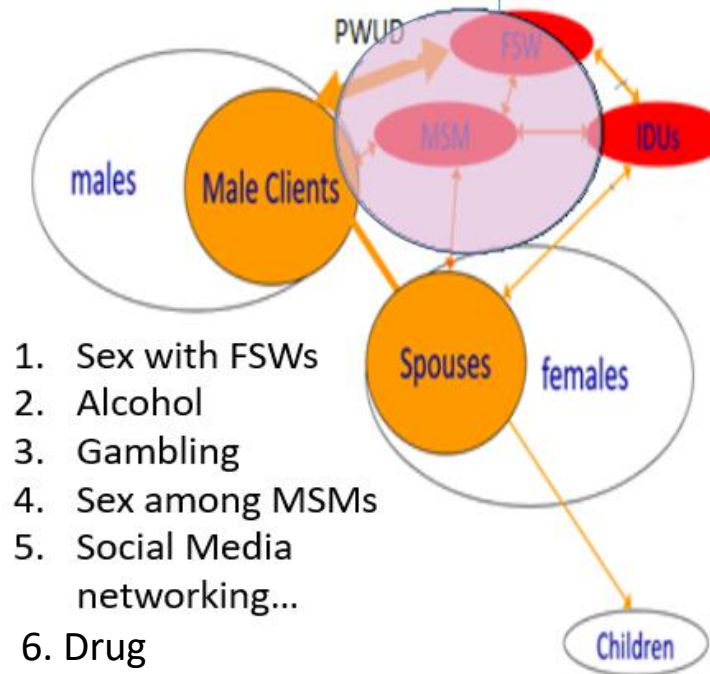 PWUD
FSW
MSM
IDUs
males
Male Clients
Spouses
females
1. Sex with FSWs
2. Alcohol
3. Gambling
4. Sex among MSMs
5. Social Media
networking...
6. Drug
Children